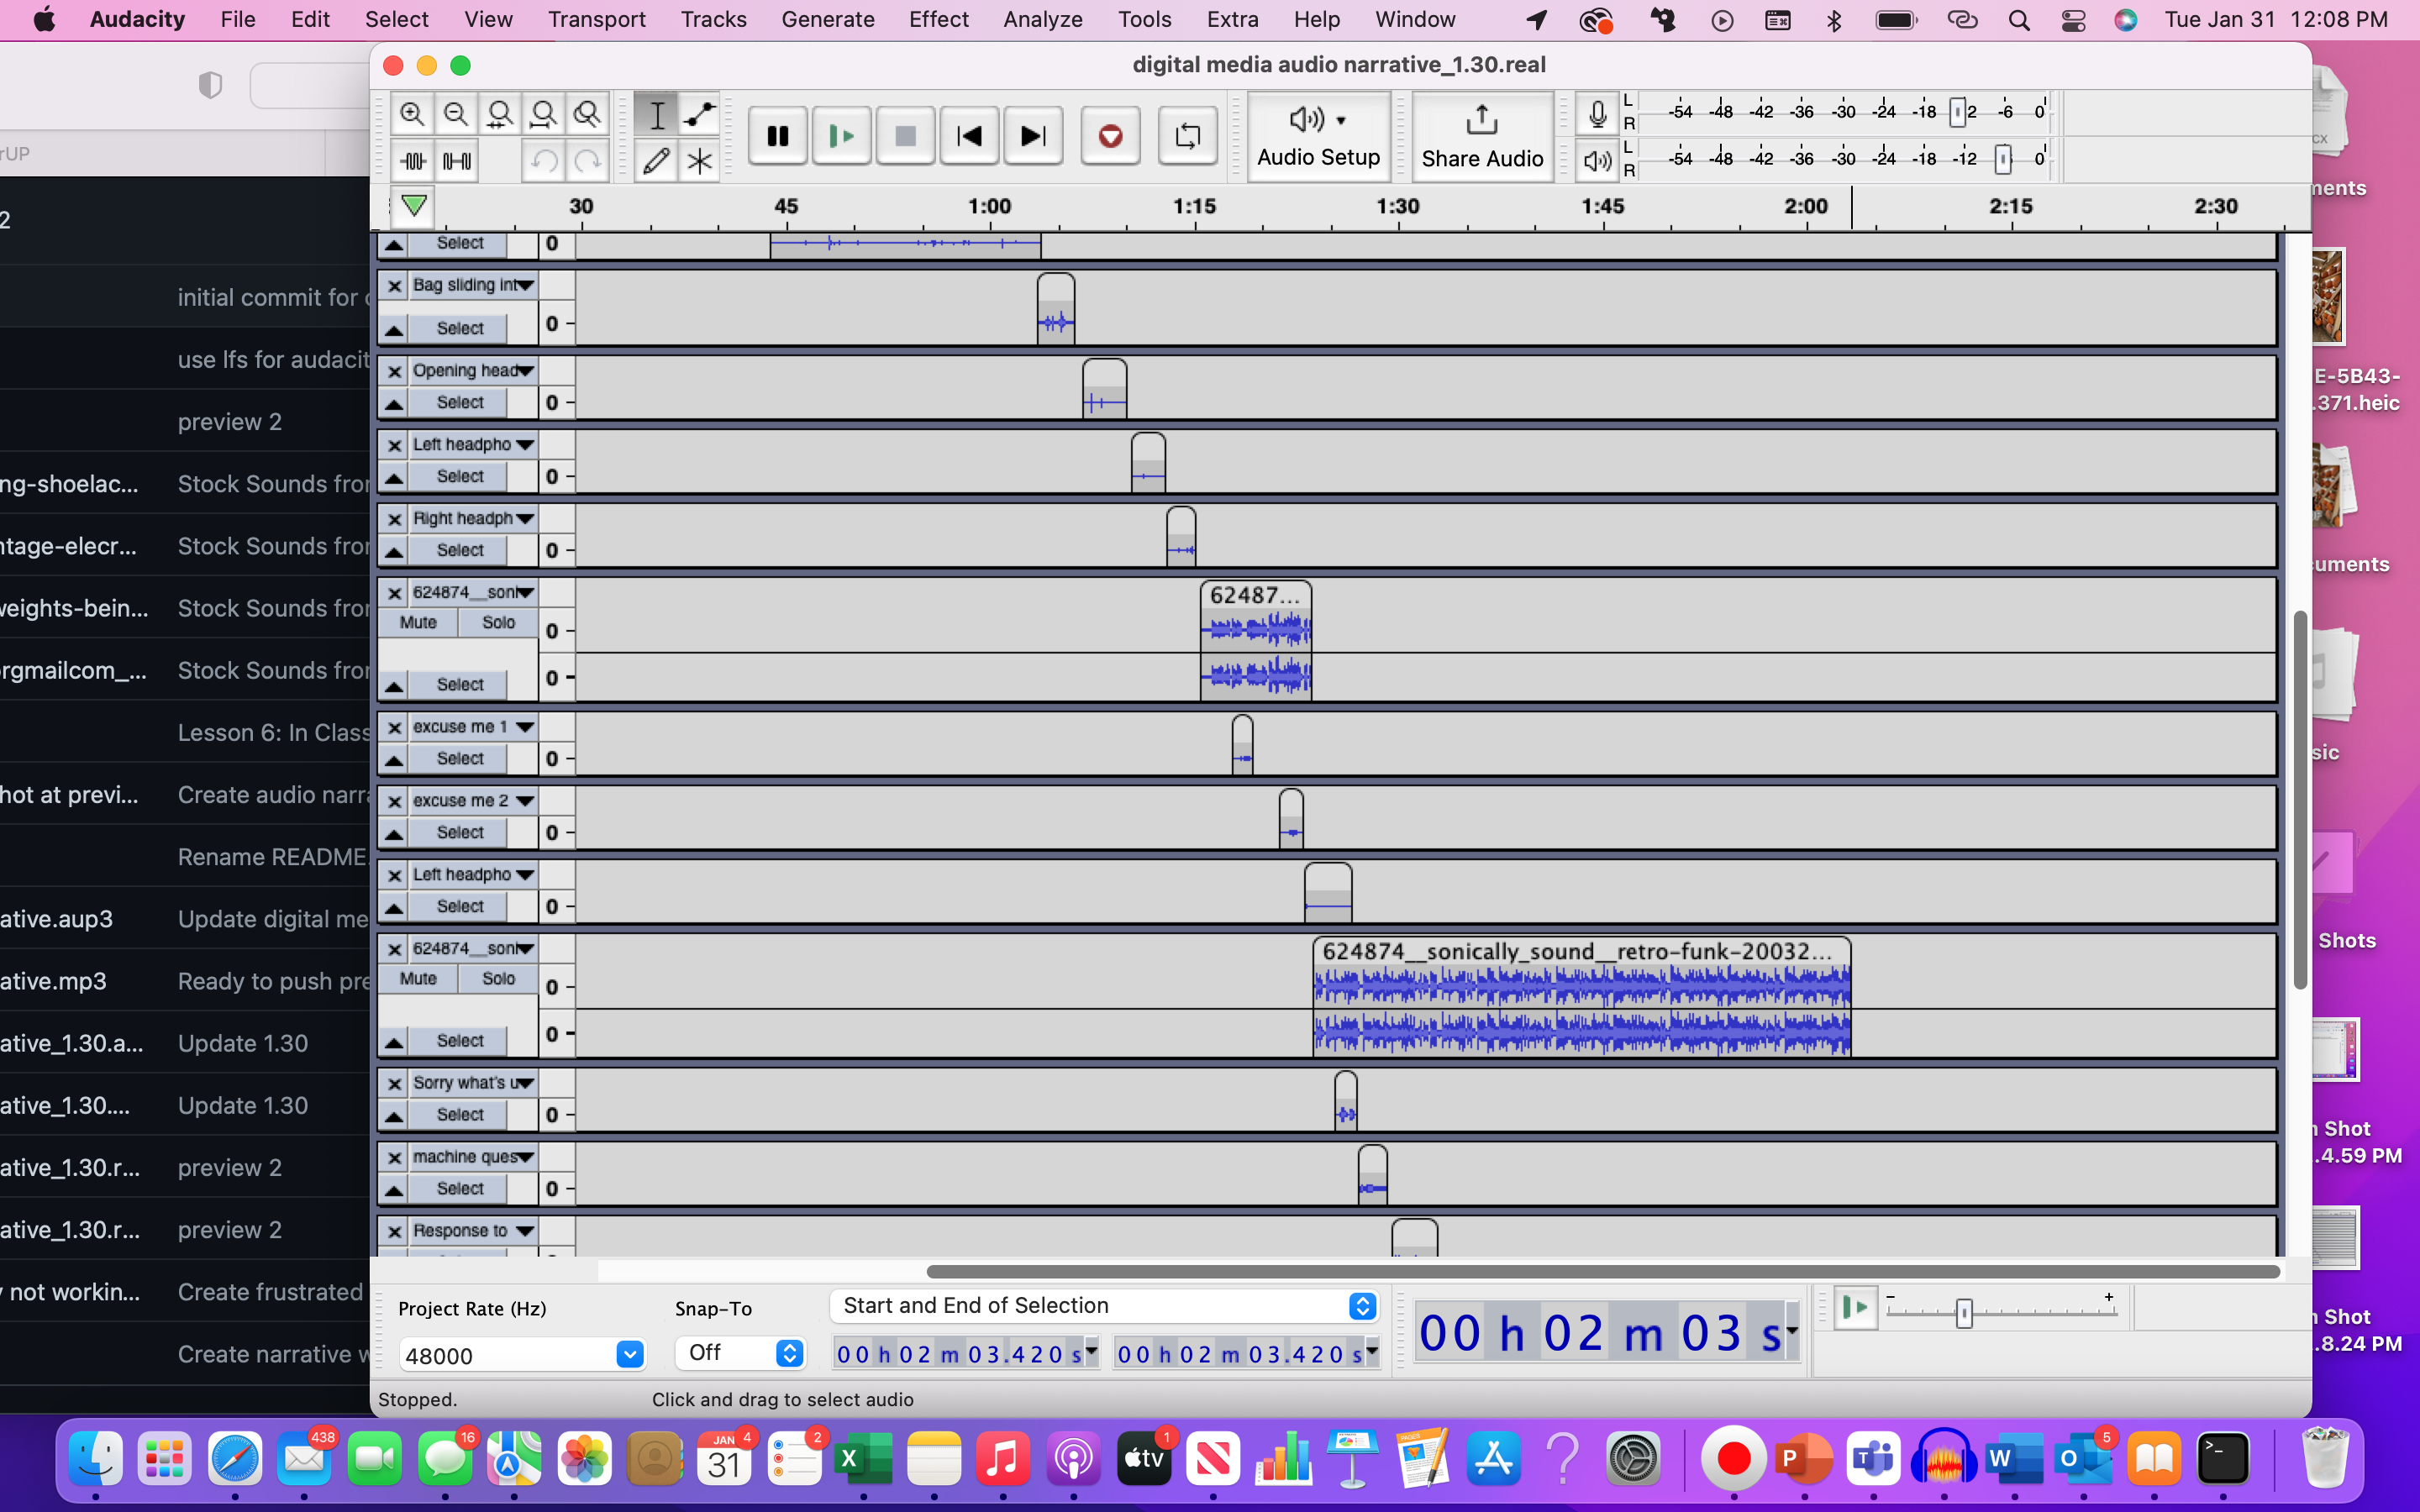 Audacity File Edit Select View Transport Tracks Generate Effect Analyze Tools Extra Help Window Tue Jan 31 12:08 PM
digital media audio narrative_1.30.real
Audio Setup
Share Audio
L
R
-54 -48 -42 -36 -30 -24 -18 2 -6 0
L
R
-54 -48 -42 -36 -30 -24 -18 -12 0
30 45 1:00 1:15 1:30 1:45 2:00 2:15 2:30
Select 0
Bag sliding int
Select 0
Opening head
Select 0
Left headpho
Select 0
Right headph
Select 0
624874__soni
62487...
Mute Solo 0
Select 0
excuse me 1
Select 0
excuse me 2
Select 0
Left headpho
Select 0
624874__soni
624874__sonically_sound__retro-funk-20032...
Mute Solo 0
Select 0
Sorry what's u
Select 0
machine ques
Select 0
Response to
Project Rate (Hz)
48000
Snap-To
Off
Start and End of Selection
00 h 02 m 03.420 s
00 h 02 m 03.420 s
00 h 02 m 03 s
- +
Stopped.
Click and drag to select audio
rUP
2
initial commit for
use lfs for audacit
preview 2
ng-shoelac... Stock Sounds fro
ntage-elecr... Stock Sounds fro
weights-bein... Stock Sounds fro
orgmailcom_... Stock Sounds fro
Lesson 6: In Class
hot at previ... Create audio narr
Rename README.
ative.aup3 Update digital me
ative.mp3 Ready to push pre
ative_1.30.a... Update 1.30
ative_1.30.... Update 1.30
ative_1.30.r... preview 2
ative_1.30.r... preview 2
y not workin... Create frustrated
Create narrative w
CX
ments
E-5B43-
.371.heic
cuments
sic
Shots
n Shot
.4.59 PM
n Shot
.8.24 PM
438
16
JAN
31
4
2
X
tv
1
PAGES
P
T
W
O
5
>_